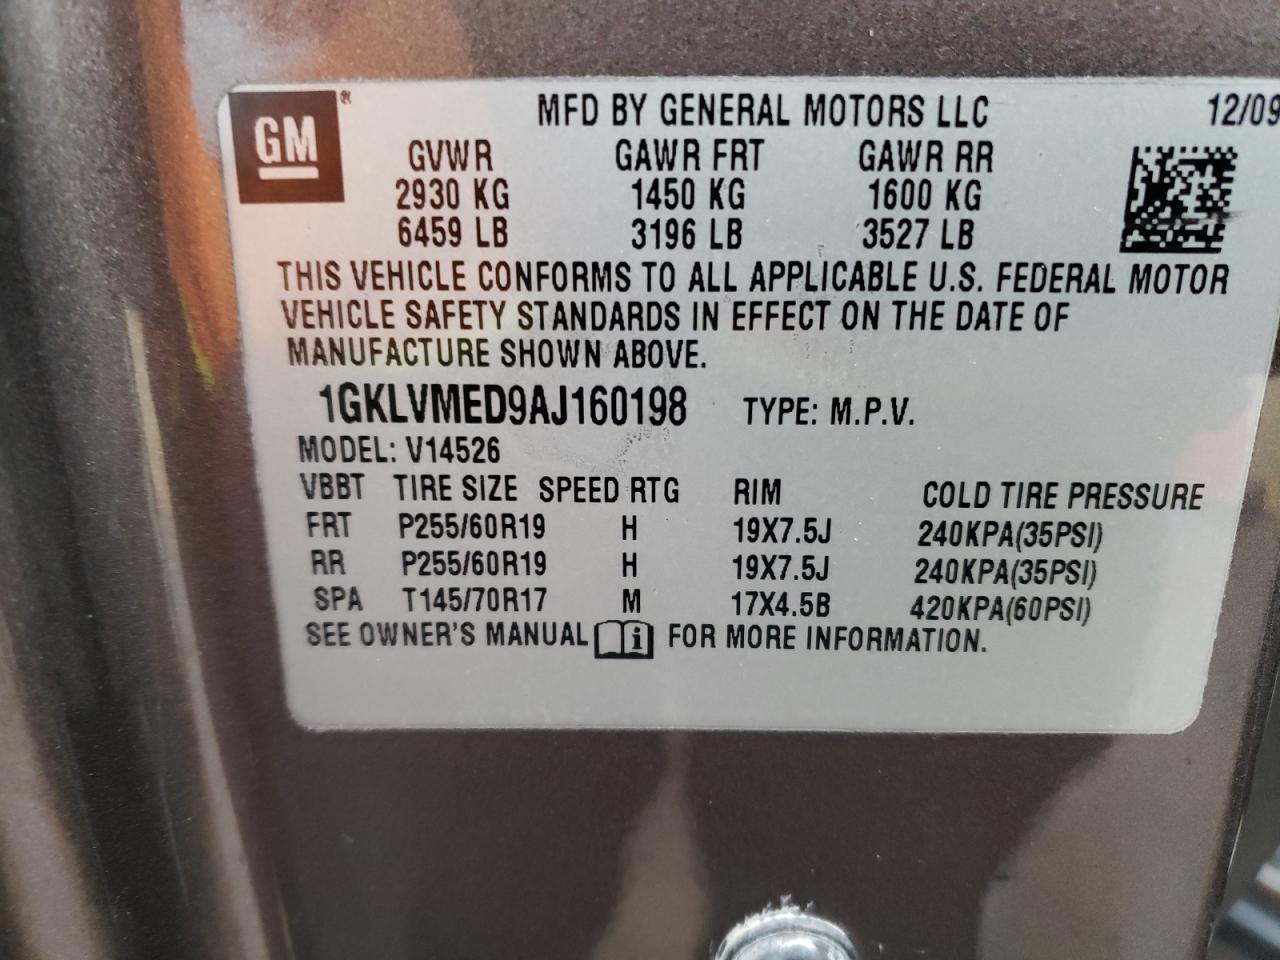 GM®
MFD BY GENERAL MOTORS LLC 12/09
GVWR GAWR FRT GAWR RR
2930 KG 1450 KG 1600 KG
6459 LB 3196 LB 3527 LB
THIS VEHICLE CONFORMS TO ALL APPLICABLE U.S. FEDERAL MOTOR
VEHICLE SAFETY STANDARDS IN EFFECT ON THE DATE OF
MANUFACTURE SHOWN ABOVE.
1GKLVMED9AJ160198 TYPE: M.P.V.
MODEL: V14526
VBBT TIRE SIZE SPEED RTG RIM COLD TIRE PRESSURE
FRT P255/60R19 H 19X7.5J 240KPA(35PSI)
RR P255/60R19 H 19X7.5J 240KPA(35PSI)
SPA T145/70R17 M 17X4.5B 420KPA(60PSI)
SEE OWNER'S MANUAL i FOR MORE INFORMATION.